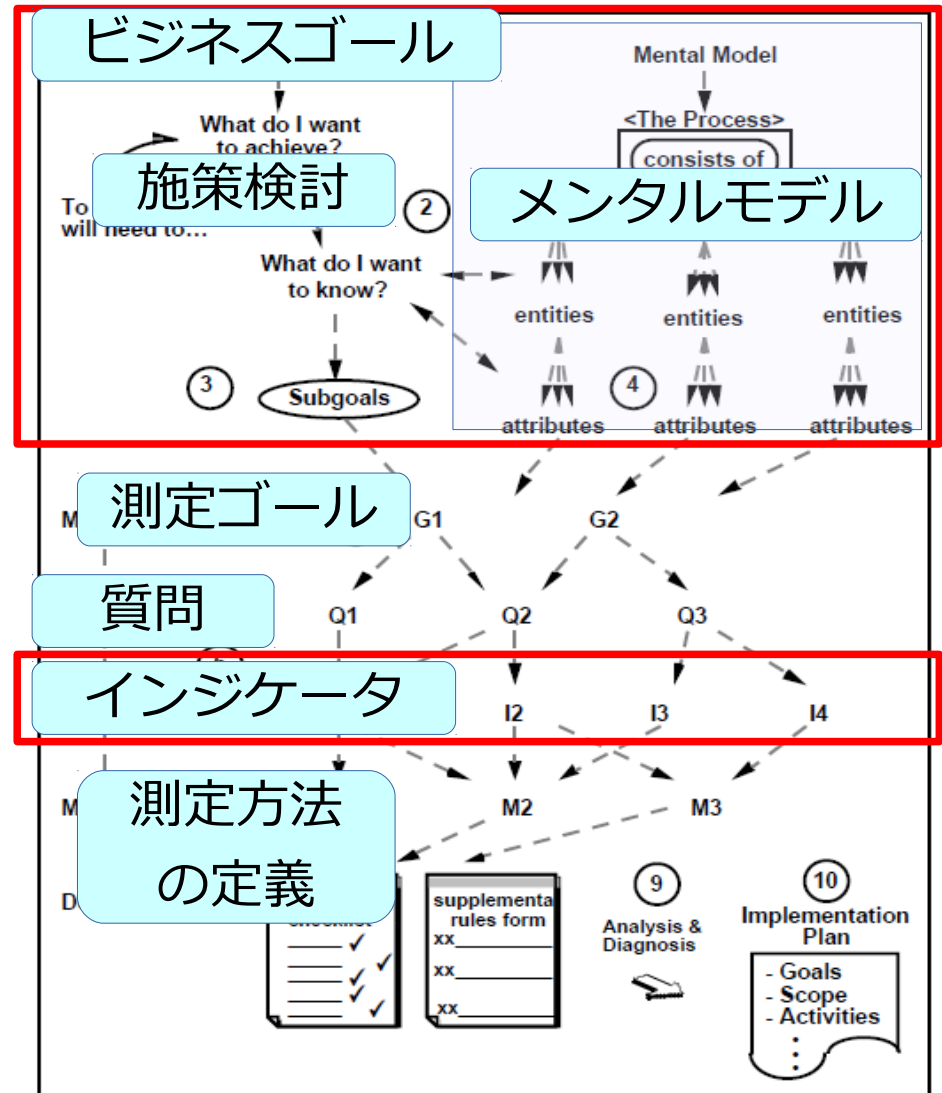 ビジネスゴール
Mental Model
<The Process>
What do I want
to achieve?
consists of
施策検討
メンタルモデル
To
will need to...
2
What do I want
to know?
entities
entities
entities
3
Subgoals
4
attributes
attributes
attributes
M
測定ゴール
G1
G2
質問
Q1
Q2
Q3
インジケータ
I2
I3
I4
M
測定方法
の定義
M2
M3
D
checklist
supplementa
rules form
xx
xx
xx
9
Analysis &
Diagnosis
10
Implementation
Plan
- Goals
- Scope
- Activities